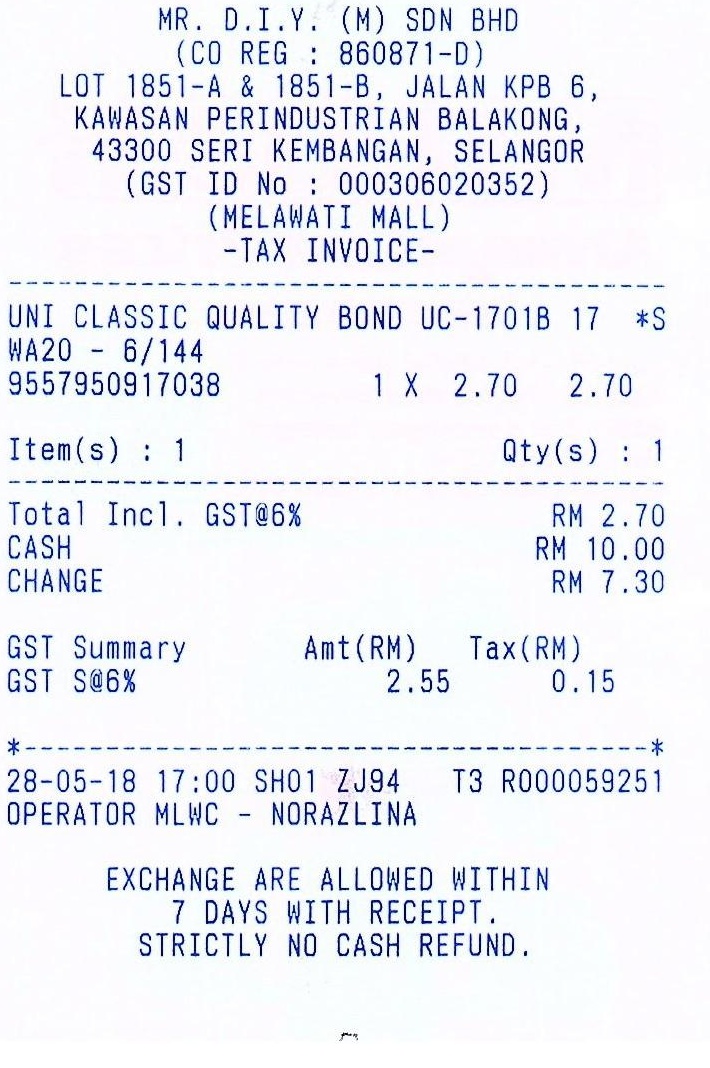 MR. D.I.Y. (M) SDN BHD
(CO REG : 860871-D)
LOT 1851-A & 1851-B, JALAN KPB 6,
KAWASAN PERINDUSTRIAN BALAKONG,
43300 SERI KEMBANGAN, SELANGOR
(GST ID No : 000306020352)
(MELAWATI MALL)
-TAX INVOICE-
UNI CLASSIC QUALITY BOND UC-1701B 17 *S
WA20 - 6/144
9557950917038 1 X 2.70 2.70
Item(s) : 1 Qty(s) : 1
Total Incl. GST@6% RM 2.70
CASH RM 10.00
CHANGE RM 7.30
GST Summary Amt(RM) Tax(RM)
GST S@6% 2.55 0.15
*--------------------------------------*
28-05-18 17:00 SH01 ZJ94 T3 R000059251
OPERATOR MLWC - NORAZLINA
EXCHANGE ARE ALLOWED WITHIN
7 DAYS WITH RECEIPT.
STRICTLY NO CASH REFUND.